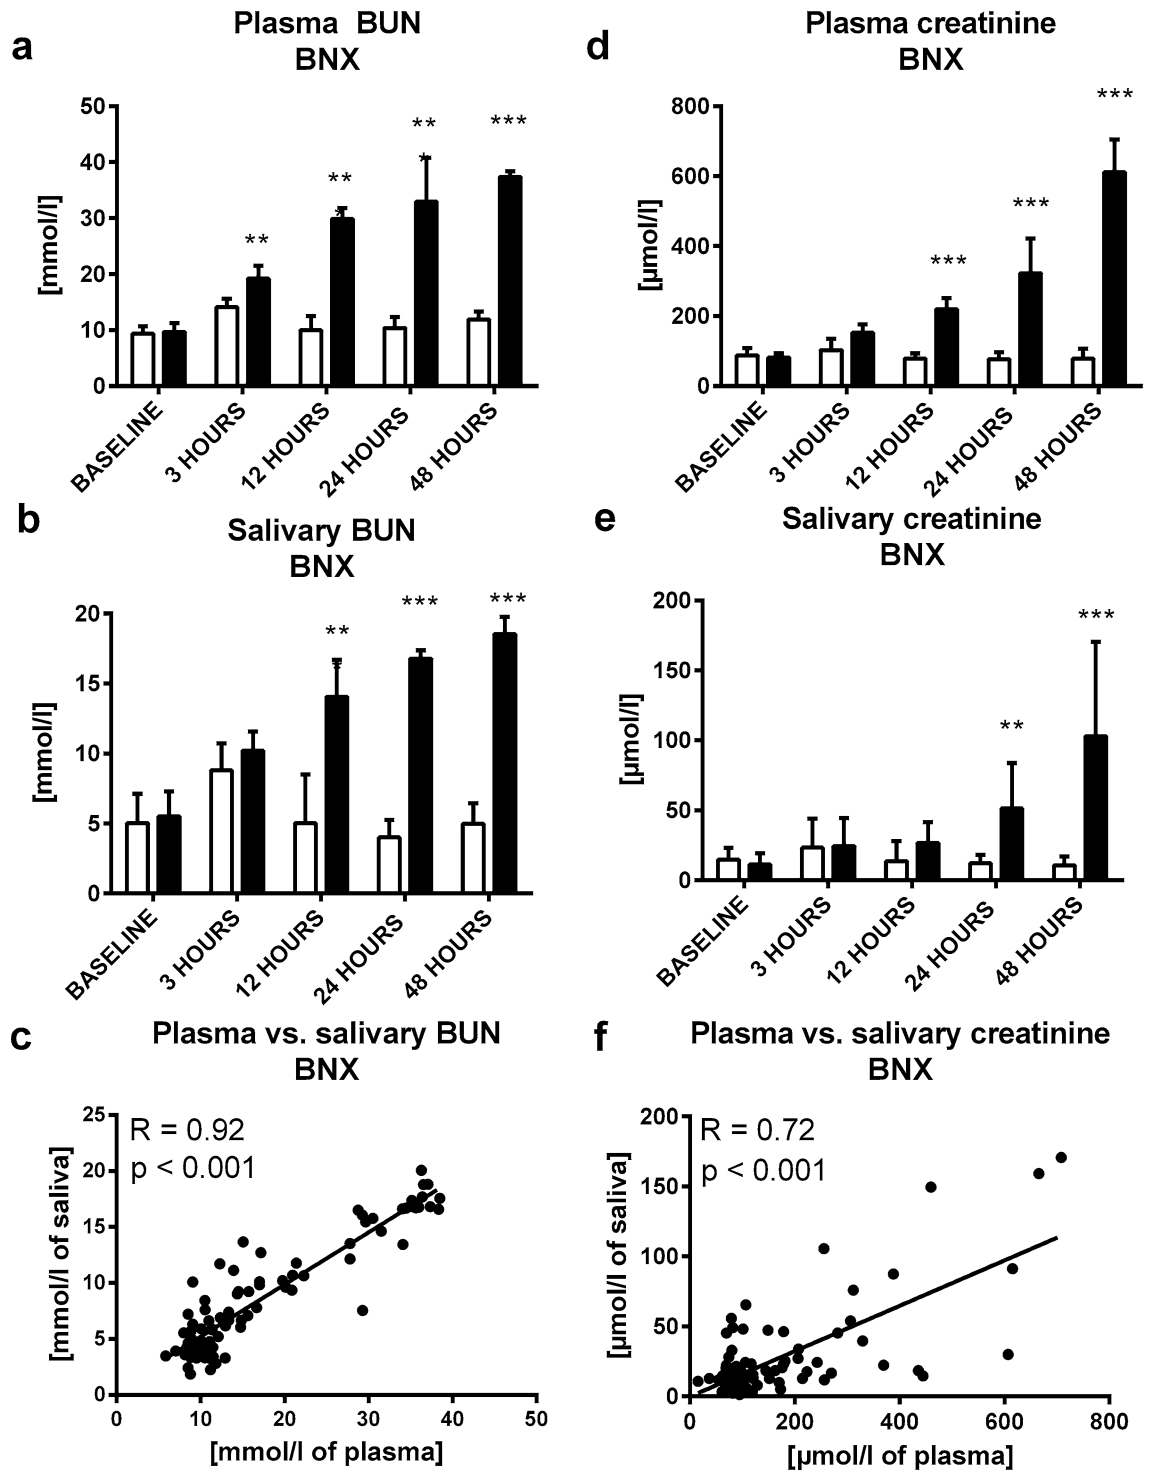 a
Plasma BUN
BNX
[mmol/l]
50
40
30
20
10
0
**
**
*
**
*
***
BASELINE
3 HOURS
12 HOURS
24 HOURS
48 HOURS
d
Plasma creatinine
BNX
[µmol/l]
800
600
400
200
0
***
***
***
BASELINE
3 HOURS
12 HOURS
24 HOURS
48 HOURS
b
Salivary BUN
BNX
[mmol/l]
20
15
10
5
0
**
*
***
***
BASELINE
3 HOURS
12 HOURS
24 HOURS
48 HOURS
e
Salivary creatinine
BNX
[µmol/l]
200
150
100
50
0
**
***
BASELINE
3 HOURS
12 HOURS
24 HOURS
48 HOURS
c
Plasma vs. salivary BUN
BNX
[mmol/l of saliva]
25
20
15
10
5
0
R = 0.92
p < 0.001
0 10 20 30 40 50
[mmol/l of plasma]
f
Plasma vs. salivary creatinine
BNX
[µmol/l of saliva]
200
150
100
50
0
R = 0.72
p < 0.001
0 200 400 600 800
[µmol/l of plasma]